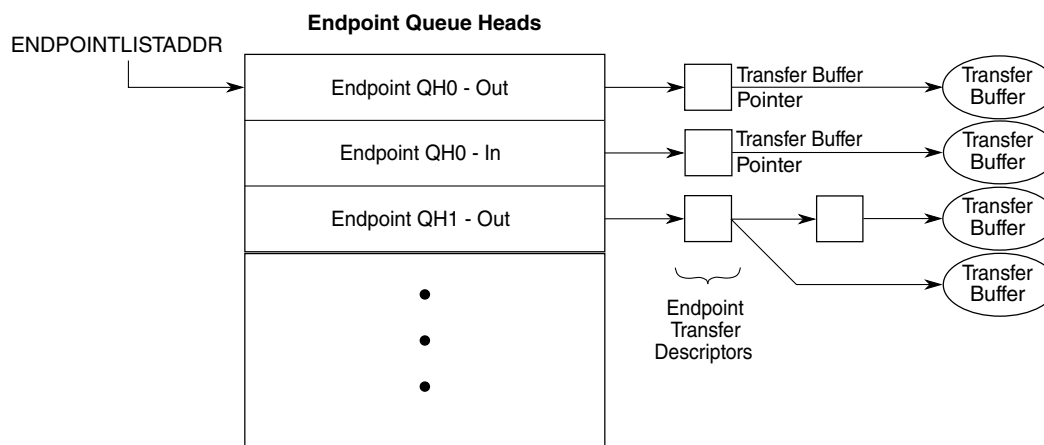 Endpoint Queue Heads
ENDPOINTLISTADDR
Endpoint QH0 - Out
Transfer Buffer
Pointer
Transfer
Buffer
Endpoint QH0 - In
Transfer Buffer
Pointer
Transfer
Buffer
Endpoint QH1 - Out
Transfer
Buffer
Transfer
Buffer
Endpoint
Transfer
Descriptors